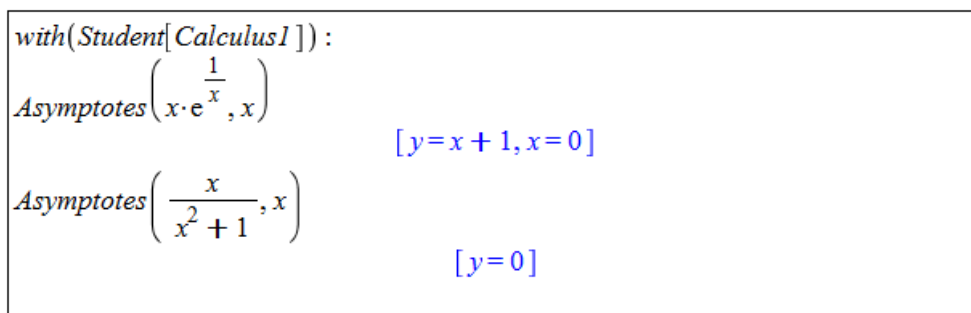 with(Student[Calculus1]):
Asymptotes(x·e^(1/x), x)
[y=x + 1, x=0]
Asymptotes(x/(x^2 + 1), x)
[y=0]